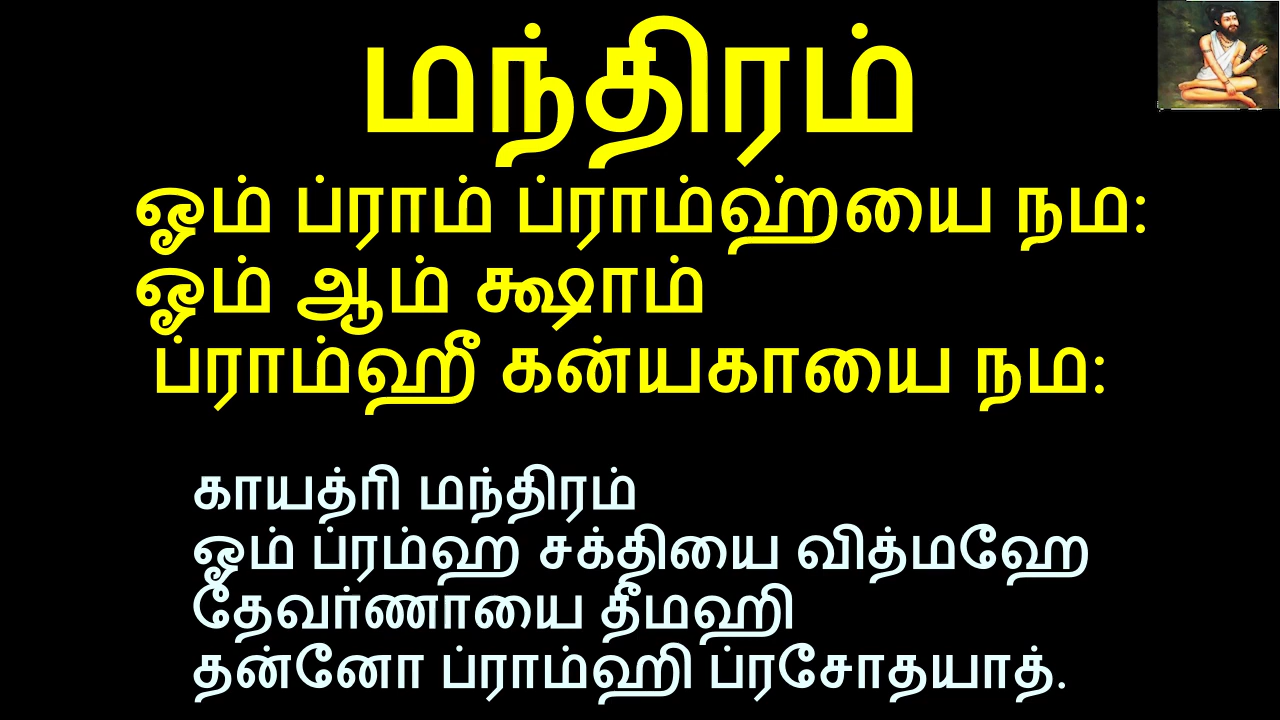 மந்திரம்
ஓம் ப்ராம் ப்ராம்ஹ்யை நம:
ஓம் ஆம் க்ஷாம்
ப்ராம்ஹீ கன்யகாயை நம:
காயத்ரி மந்திரம்
ஓம் ப்ரம்ஹ சக்தியை வித்மஹே
தேவர்ணாயை தீமஹி
தன்னோ ப்ராம்ஹி ப்ரசோதயாத்.